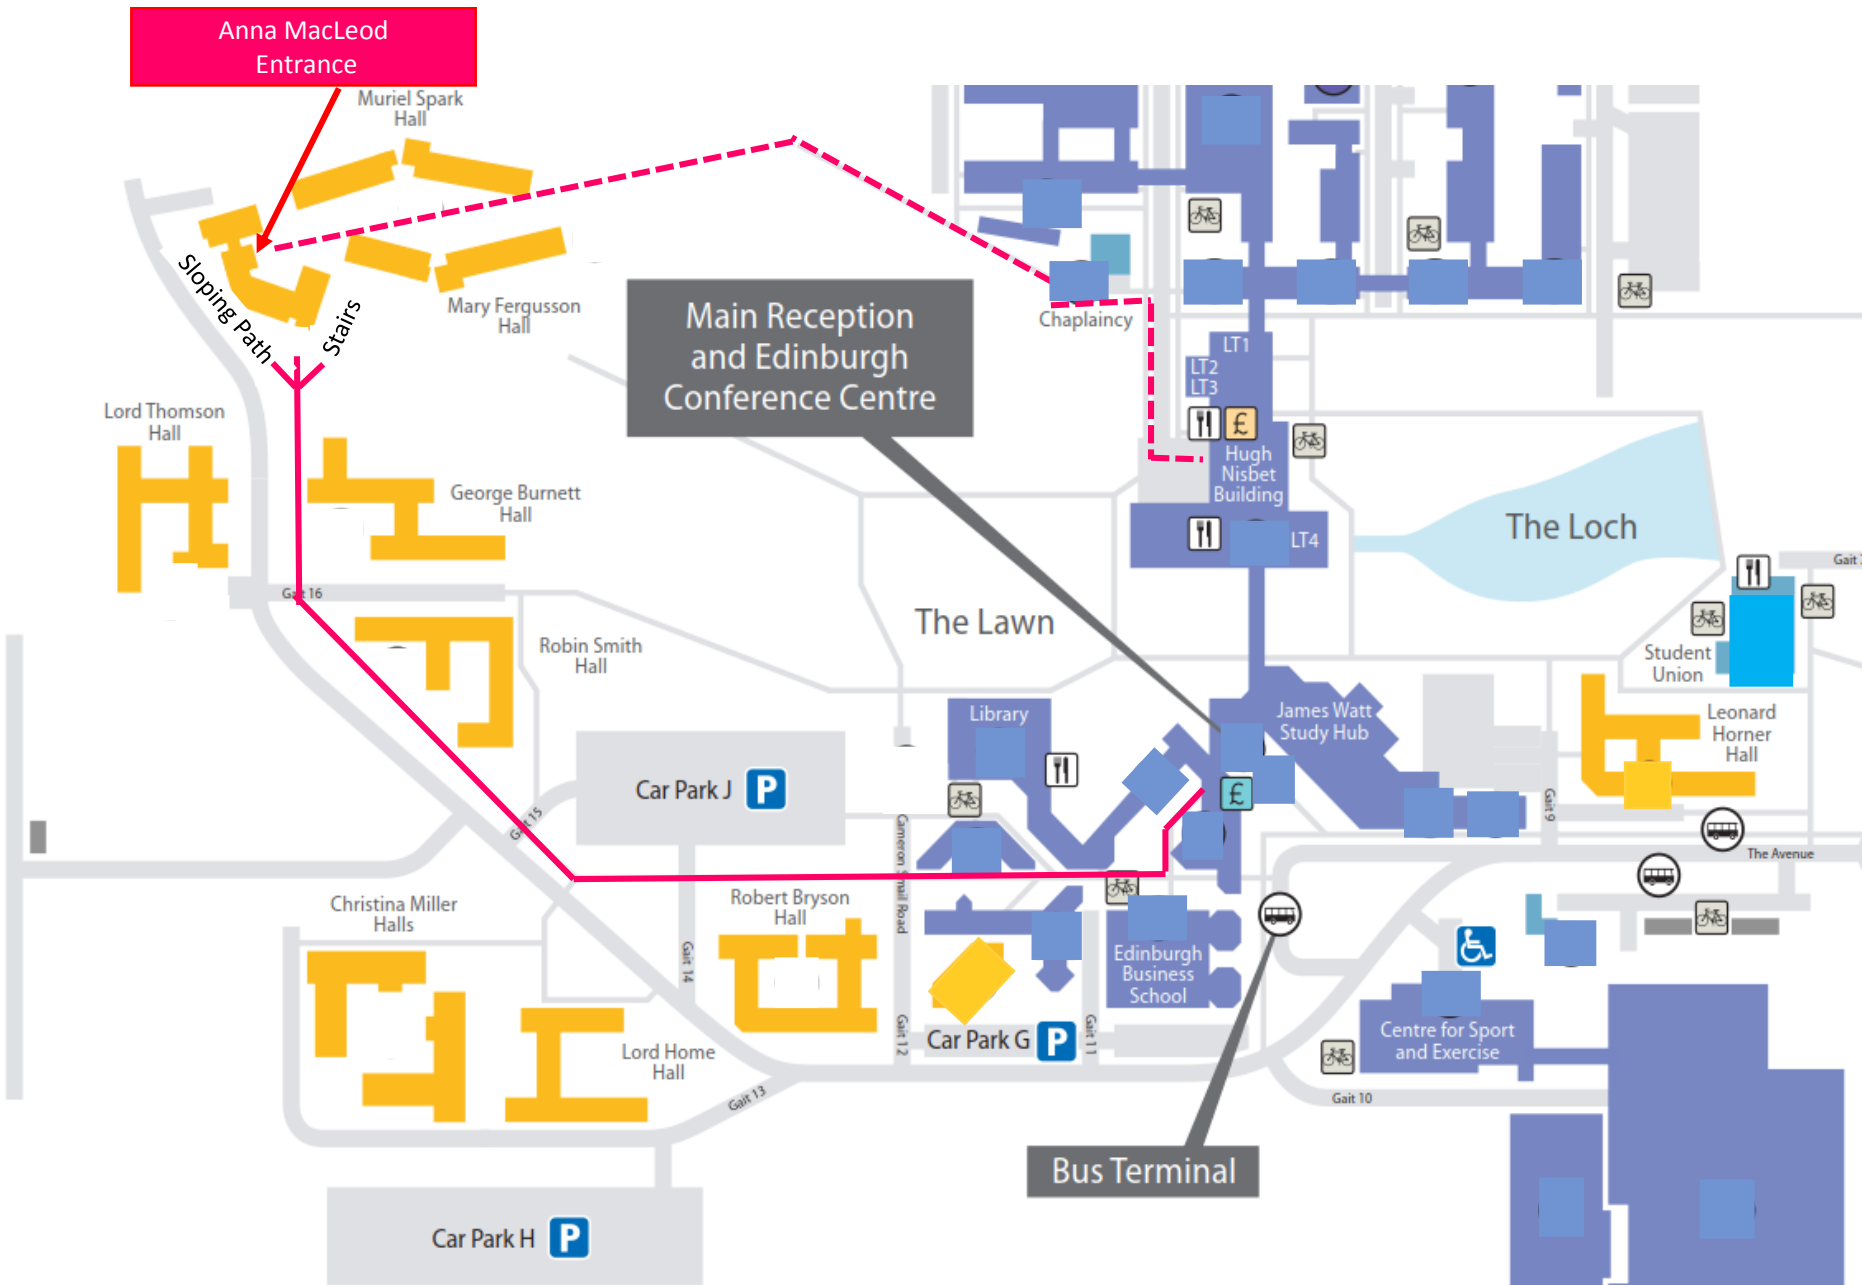 Anna MacLeod
Entrance
Muriel Spark
Hall
Sloping Path
Stairs
Mary Fergusson
Hall
Main Reception
and Edinburgh
Conference Centre
Chaplaincy
LT1
LT2
LT3
£
Hugh
Nisbet
Building
LT4
The Loch
Lord Thomson
Hall
George Burnett
Hall
Gait 16
Robin Smith
Hall
The Lawn
Student
Union
Library
James Watt
Study Hub
Leonard
Horner
Hall
Car Park J P
£
Gait 15
Gait 9
The Avenue
Cameron Smail Road
Christina Miller
Halls
Robert Bryson
Hall
Gait 14
Edinburgh
Business
School
Gait 12
Car Park G P
Gait 11
Centre for Sport
and Exercise
Lord Home
Hall
Gait 13
Gait 10
Bus Terminal
Car Park H P